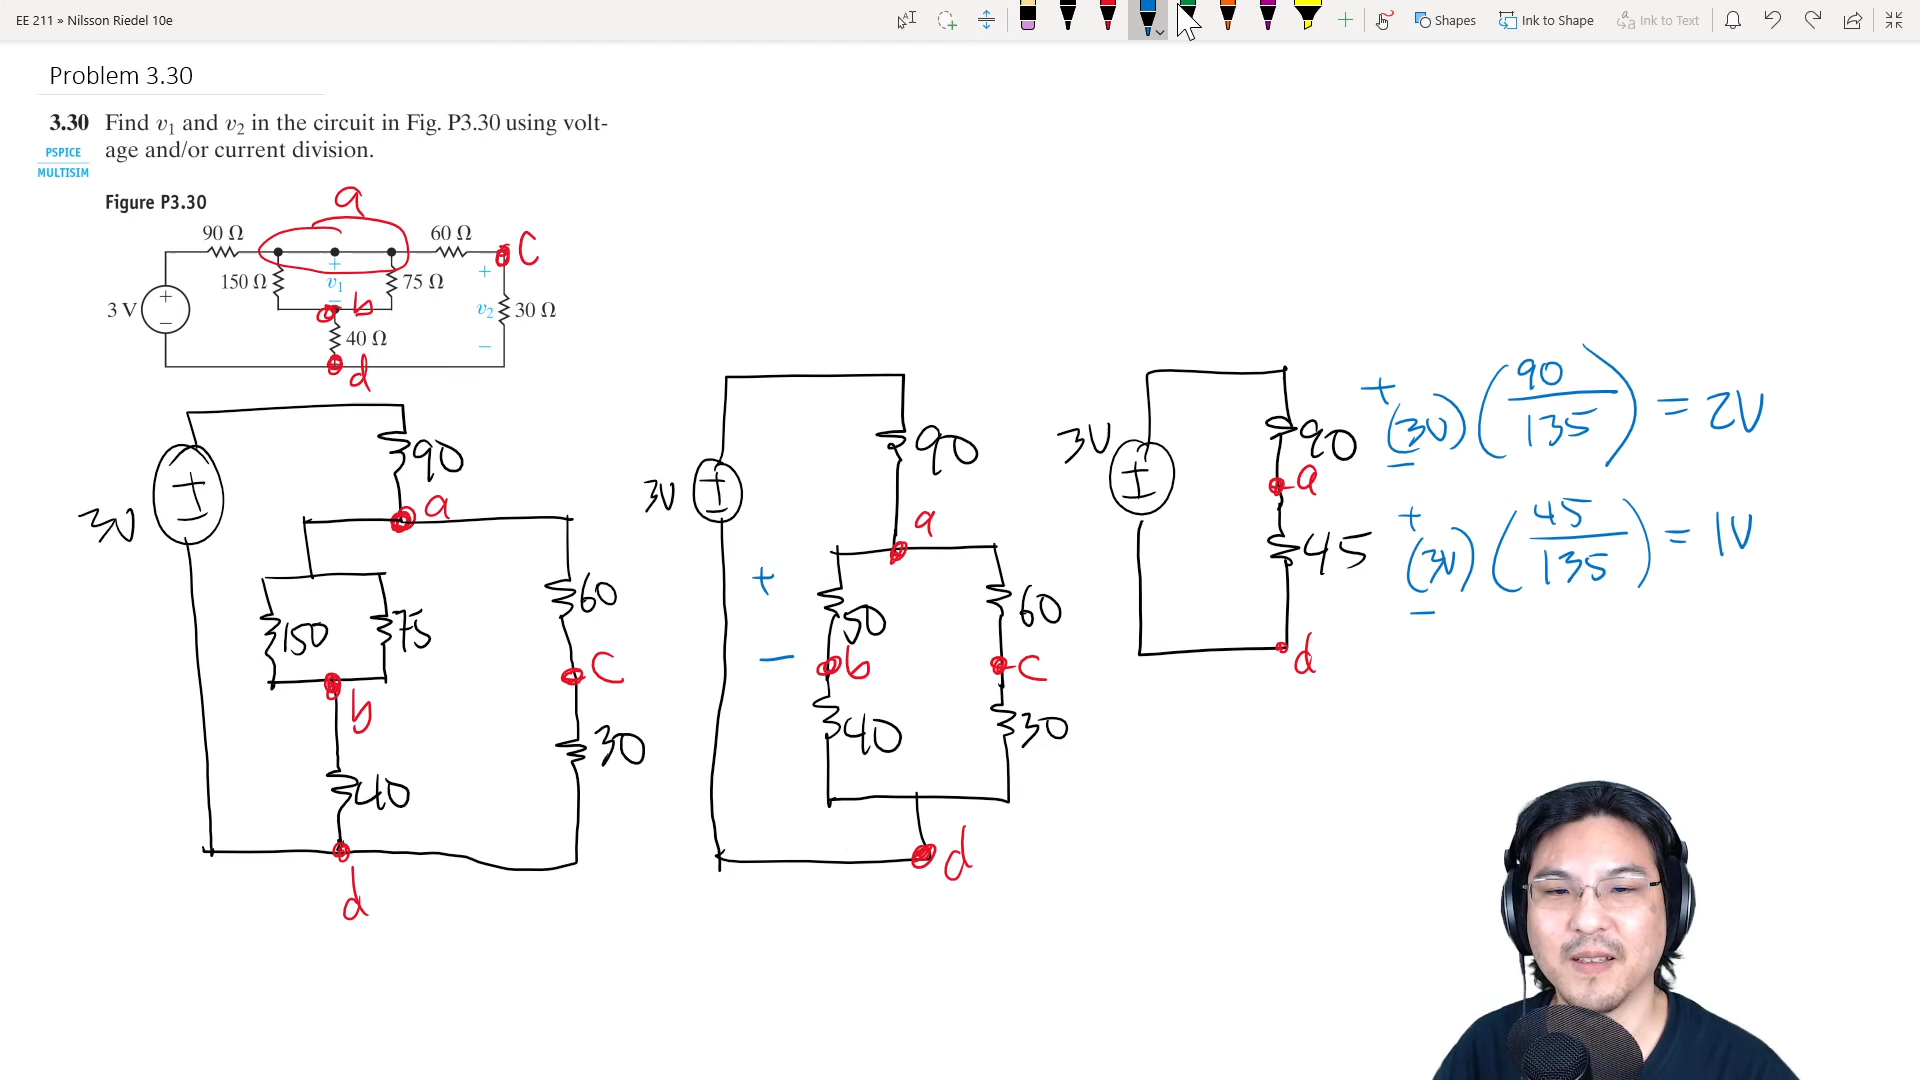 EE 211 » Nilsson Riedel 10e
Shapes
Ink to Shape
Ink to Text
Problem 3.30
3.30 Find v₁ and v₂ in the circuit in Fig. P3.30 using volt-
PSPICE age and/or current division.
MULTISIM
Figure P3.30
a
90 Ω
60 Ω
C
150 Ω
+
v₁
−
75 Ω
+
3 V
+
−
b
v₂
30 Ω
40 Ω
−
d
3V
+
−
90
a
150
75
60
b
C
40
30
d
3V
+
−
90
a
+
50
60
−
b
C
40
30
d
3V
+
−
90
a
45
d
+
(3V) (90/135) = 2V
−
+
(3V) (45/135) = 1V
−